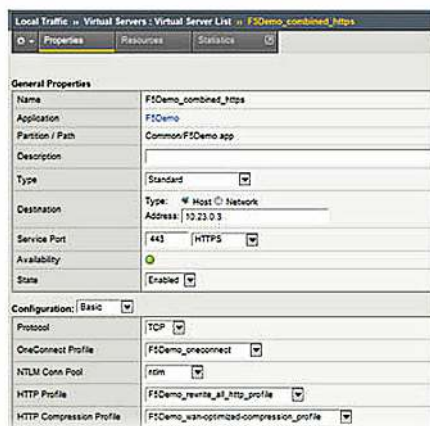 Local Traffic » Virtual Servers : Virtual Server List » F5Demo_combined_https
Properties Resources Statistics
General Properties
Name F5Demo_combined_https
Application F5Demo
Partition / Path Common/F5Demo.app
Description
Type Standard
Destination Type: Host Network
Address: 10.23.0.3
Service Port 443 HTTPS
Availability
State Enabled
Configuration: Basic
Protocol TCP
OneConnect Profile F5Demo_oneconnect
NTLM Conn Pool ntlm
HTTP Profile F5Demo_rewrite_all_http_profile
HTTP Compression Profile F5Demo_wan-optimized-compression_profile